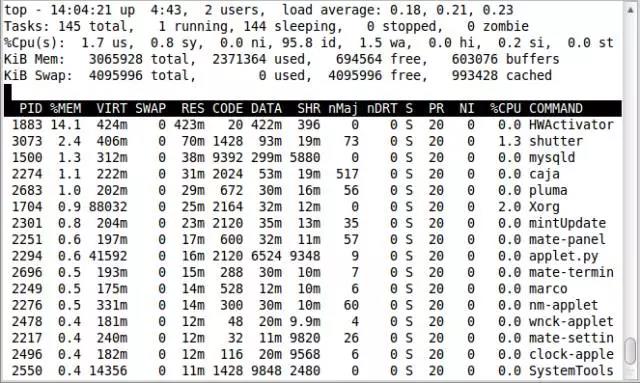 top - 14:04:21 up  4:43,  2 users,  load average: 0.18, 0.21, 0.23
Tasks: 145 total,   1 running, 144 sleeping,   0 stopped,   0 zombie
%Cpu(s):  1.7 us,  0.8 sy,  0.0 ni, 95.8 id,  1.5 wa,  0.0 hi,  0.2 si,  0.0 st
KiB Mem:   3065928 total,  2371364 used,   694564 free,   603076 buffers
KiB Swap:  4095996 total,        0 used,  4095996 free,   993428 cached
PID %MEM  VIRT SWAP  RES CODE DATA  SHR nMaj nDRT S  PR  NI  %CPU COMMAND
1883 14.1  424m    0 423m   20 422m  396    0    0 S  20   0   0.0 HWActivator
3073  2.4  406m    0  70m 1428  93m  19m   73    0 S  20   0   1.3 shutter
1500  1.3  312m    0  38m 9392 299m 5880    0    0 S  20   0   0.0 mysqld
2274  1.1  222m    0  31m 2024  53m  19m  517    0 S  20   0   0.0 caja
2683  1.0  202m    0  29m  672  30m  16m   56    0 S  20   0   0.0 pluma
1704  0.9 88032    0  25m 2164  32m  12m    0    0 S  20   0   2.0 Xorg
2301  0.8  204m    0  23m 2120  35m  13m   35    0 S  20   0   0.0 mintUpdate
2251  0.6  197m    0  17m  600  32m  11m   57    0 S  20   0   0.0 mate-panel
2294  0.6 41592    0  16m 2120 6524 9348    9    0 S  20   0   0.0 applet.py
2696  0.5  193m    0  15m  288  30m  10m    7    0 S  20   0   0.0 mate-termin
2249  0.5  175m    0  14m  528  12m  10m    6    0 S  20   0   0.0 marco
2276  0.5  331m    0  14m  300  30m  10m   60    0 S  20   0   0.0 nm-applet
2478  0.4  181m    0  12m   48  20m 9.9m    4    0 S  20   0   0.0 wnck-applet
2217  0.4  240m    0  12m   32  11m 9820   26    0 S  20   0   0.0 mate-settin
2496  0.4  182m    0  12m  116  20m 9568    6    0 S  20   0   0.0 clock-apple
2550  0.4 14356    0  11m 1428 9848 2480    0    0 S  20   0   0.0 SystemTools